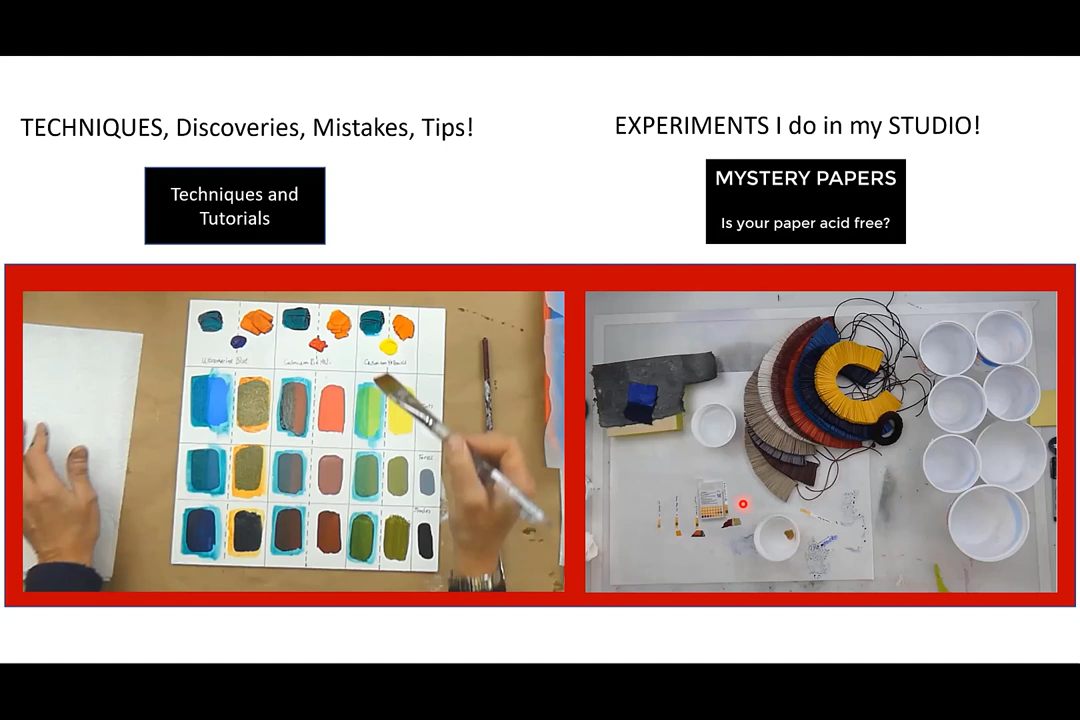 TECHNIQUES, Discoveries, Mistakes, Tips!
Techniques and
Tutorials
EXPERIMENTS I do in my STUDIO!
MYSTERY PAPERS
Is your paper acid free?
Ultramarine Blue